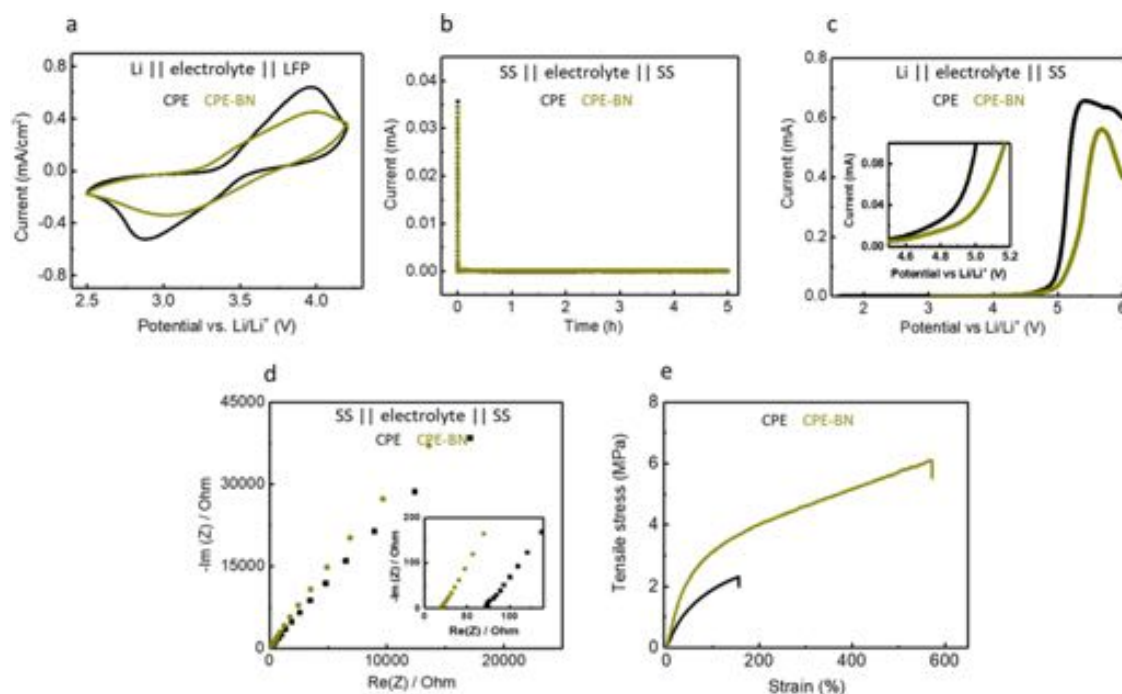 a
Li || electrolyte || LFP
CPE CPE-BN
0.8
0.4
0.0
-0.4
-0.8
Current (mA/cm²)
2.5 3.0 3.5 4.0
Potential vs. Li/Li⁺ (V)
b
SS || electrolyte || SS
CPE CPE-BN
0.04
0.03
0.02
0.01
0.00
Current (mA)
0 1 2 3 4 5
Time (h)
c
Li || electrolyte || SS
CPE CPE-BN
0.8
0.6
0.4
0.2
0.0
Current (mA)
2 3 4 5 6
Potential vs Li/Li⁺ (V)
0.08
0.04
0.00
Current (mA)
4.6 4.8 5.0 5.2
Potential vs Li/Li⁺ (V)
d
SS || electrolyte || SS
CPE CPE-BN
45000
30000
15000
0
-Im (Z) / Ohm
0 10000 20000
Re(Z) / Ohm
200
100
0
-Im (Z) / Ohm
0 50 100
Re(Z) / Ohm
e
CPE CPE-BN
8
6
4
2
0
Tensile stress (MPa)
0 200 400 600
Strain (%)